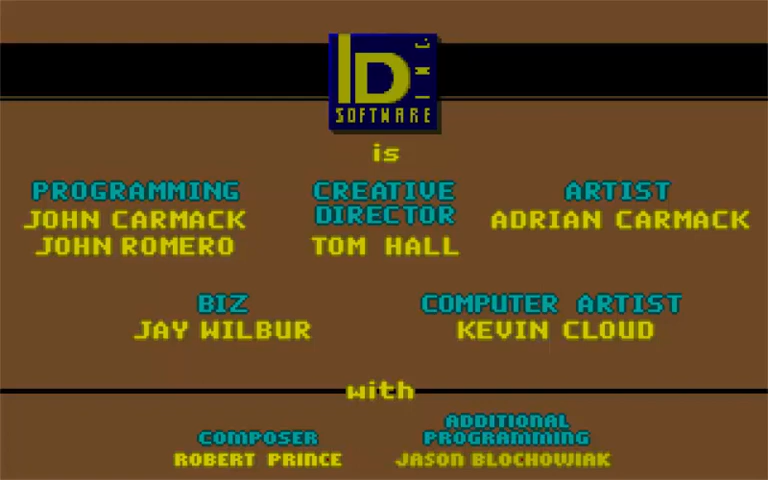 ID
SOFTWARE
is
PROGRAMMING
JOHN CARMACK
JOHN ROMERO
CREATIVE
DIRECTOR
TOM HALL
ARTIST
ADRIAN CARMACK
BIZ
JAY WILBUR
COMPUTER ARTIST
KEVIN CLOUD
with
COMPOSER
ROBERT PRINCE
ADDITIONAL
PROGRAMMING
JASON BLOCHOWIAK